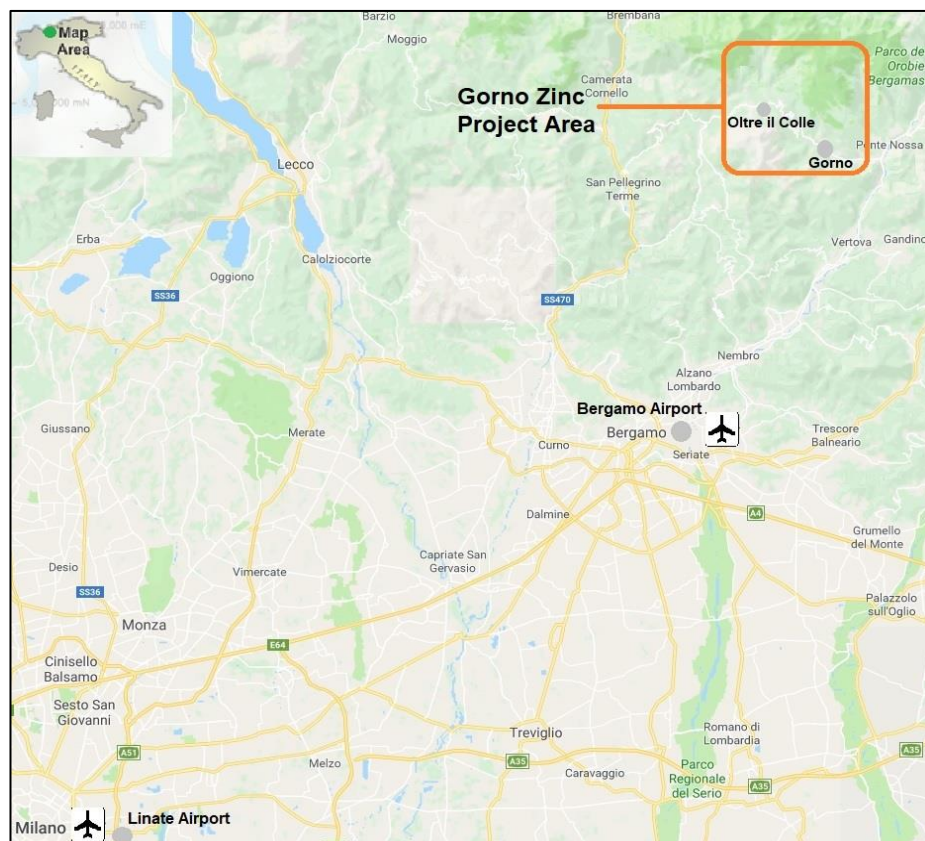 Map
Area
ITALY
Barzio
Moggio
Brembana
Camerata
Cornello
Parco de
Orobie
Bergamas
Gorno Zinc
Project Area
Oltre il Colle
Gorno
Ponte Nossa
Lecco
San Pellegrino
Terme
Erba
Oggiono
Calolziocorte
Vertova
Gandino
SS36
SS470
Nembro
Alzano
Lombardo
Giussano
Merate
Bergamo Airport
Bergamo
Curno
Seriate
Trescore
Balneario
Dalmine
A4
Grumello
del Monte
Desio
Vimercate
Capriate San
Gervasio
SS36
Palazzolo
sull'Oglio
Monza
E64
Cinisello
Balsamo
Sesto San
Giovanni
A51
Melzo
Treviglio
Romano di
Lombardia
A35
A35
Caravaggio
Parco
Regionale
del Serio
A35
Milano
Linate Airport